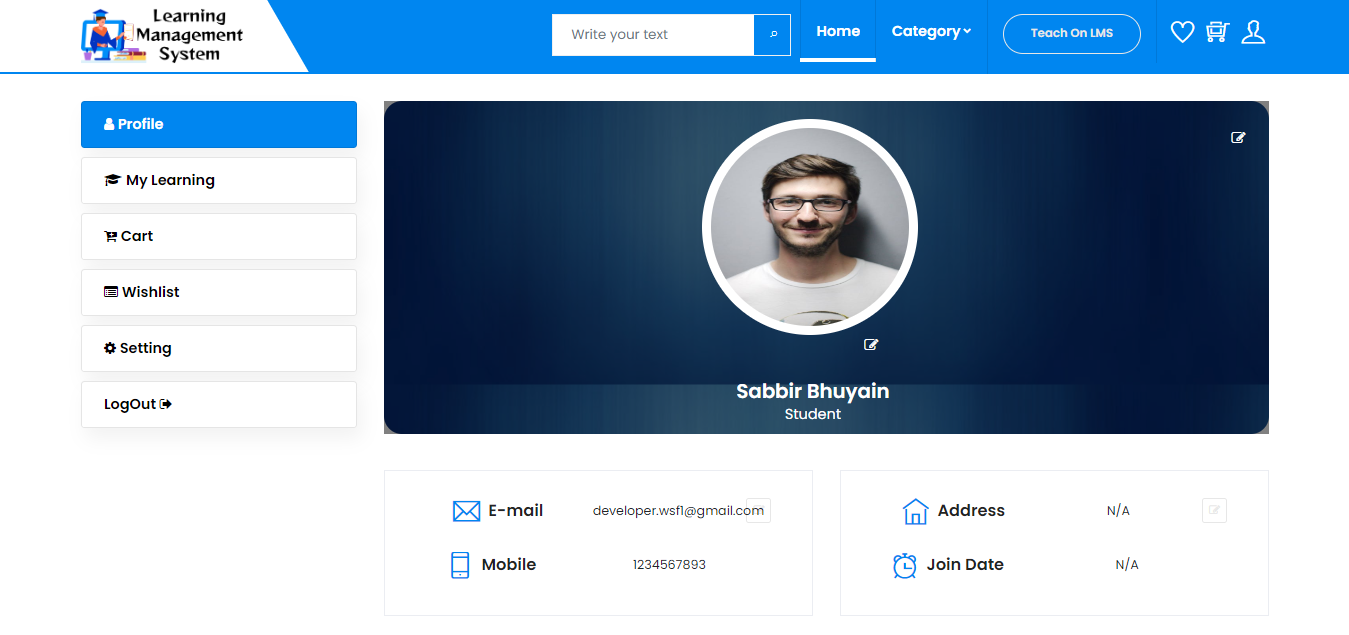 Learning
Management
System
Write your text
Home
Category
Teach On LMS
Profile
My Learning
Cart
Wishlist
Setting
LogOut
Sabbir Bhuyain
Student
E-mail
developer.wsf1@gmail.com
Mobile
1234567893
Address
N/A
Join Date
N/A